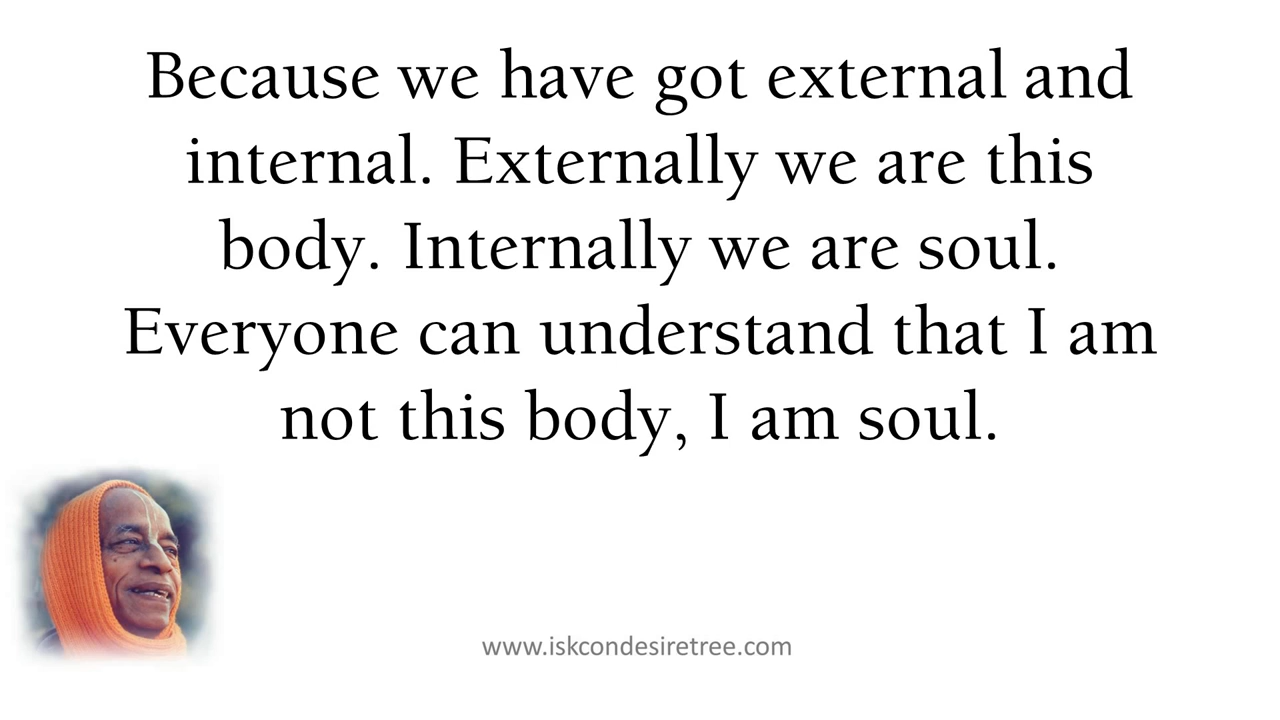 Because we have got external and
internal. Externally we are this
body. Internally we are soul.
Everyone can understand that I am
not this body, I am soul.
www.iskcondesiretree.com